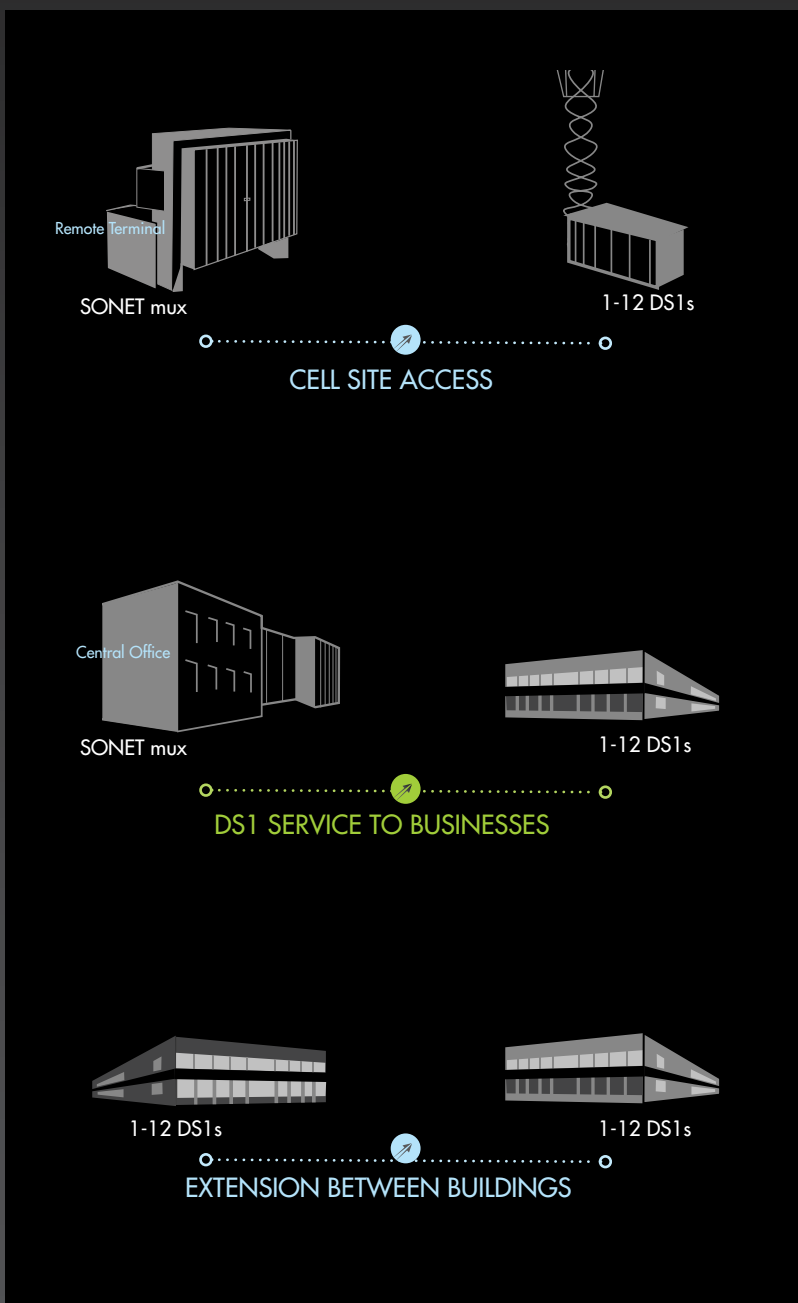 Remote Terminal
SONET mux
1-12 DS1s
CELL SITE ACCESS
Central Office
SONET mux
1-12 DS1s
DS1 SERVICE TO BUSINESSES
1-12 DS1s
1-12 DS1s
EXTENSION BETWEEN BUILDINGS